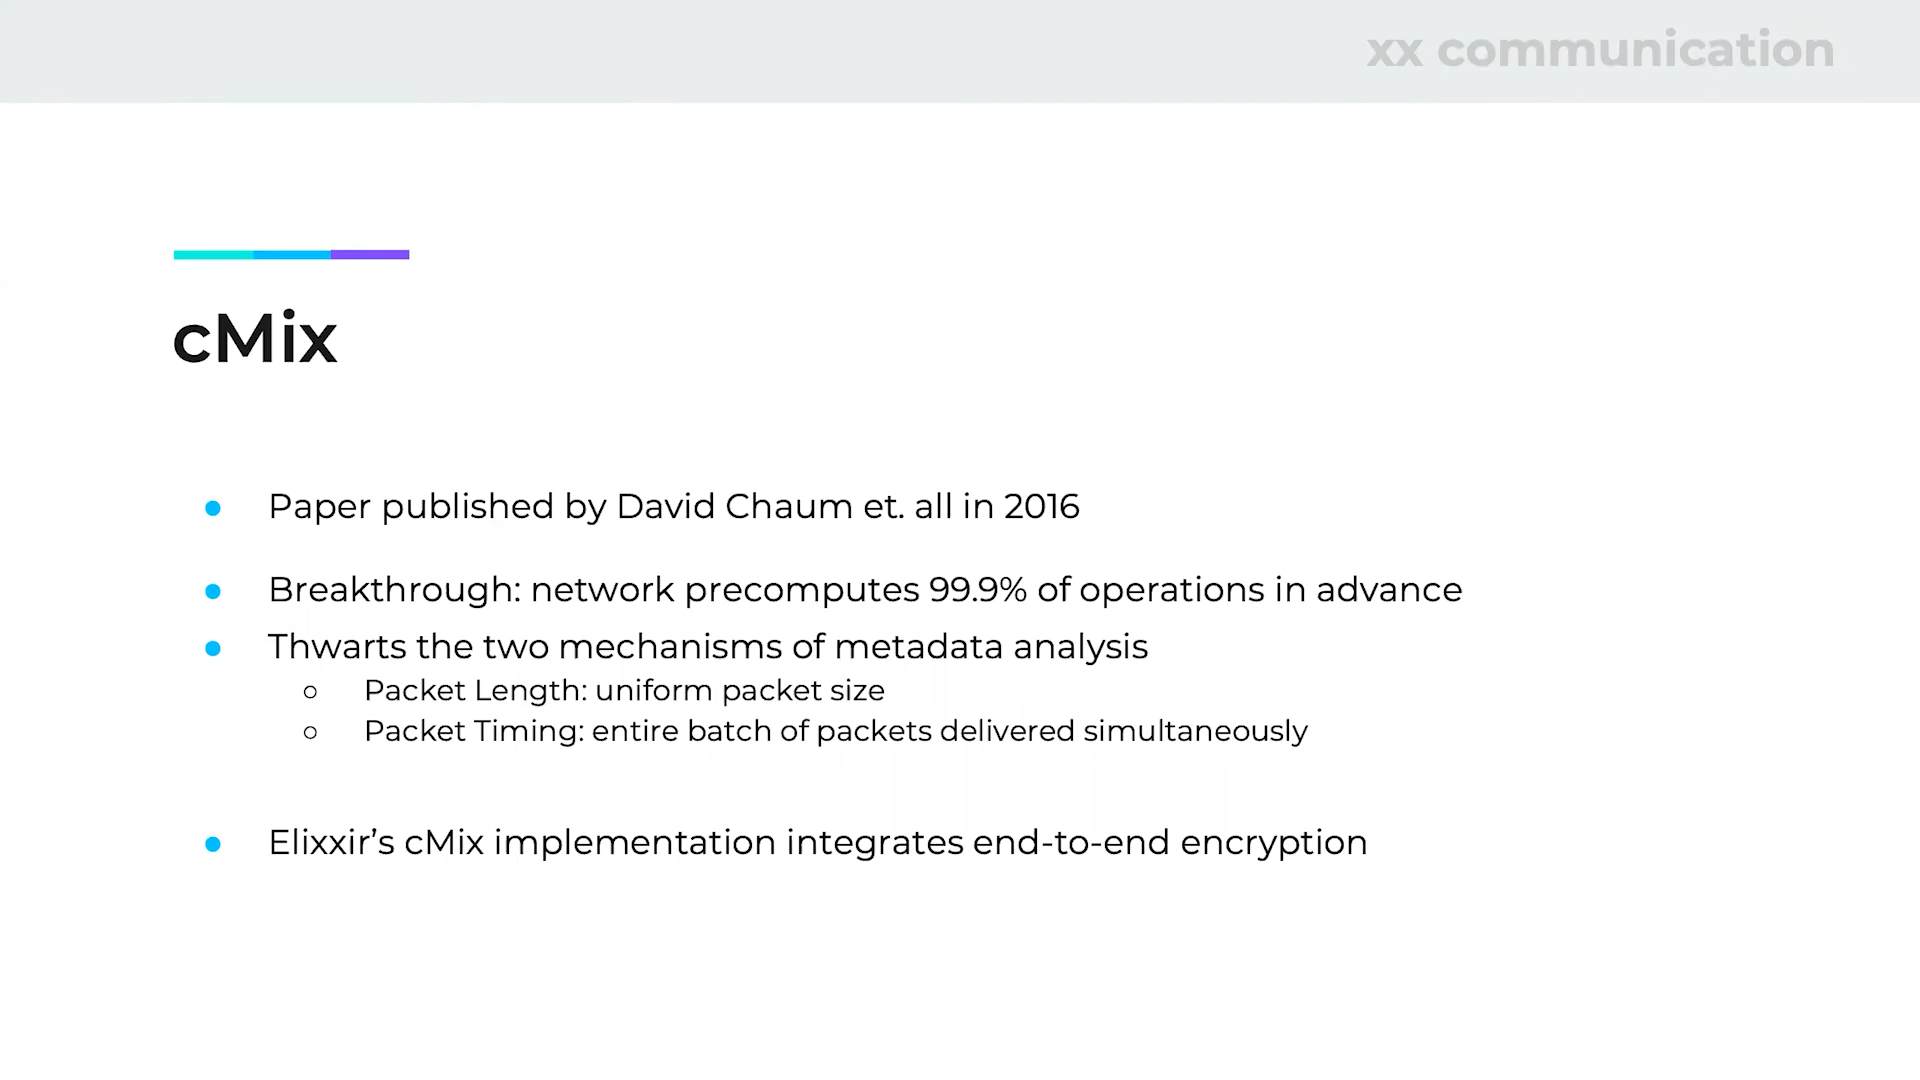 xx communication
cMix
● Paper published by David Chaum et. all in 2016
● Breakthrough: network precomputes 99.9% of operations in advance
● Thwarts the two mechanisms of metadata analysis
○ Packet Length: uniform packet size
○ Packet Timing: entire batch of packets delivered simultaneously
● Elixxir’s cMix implementation integrates end-to-end encryption